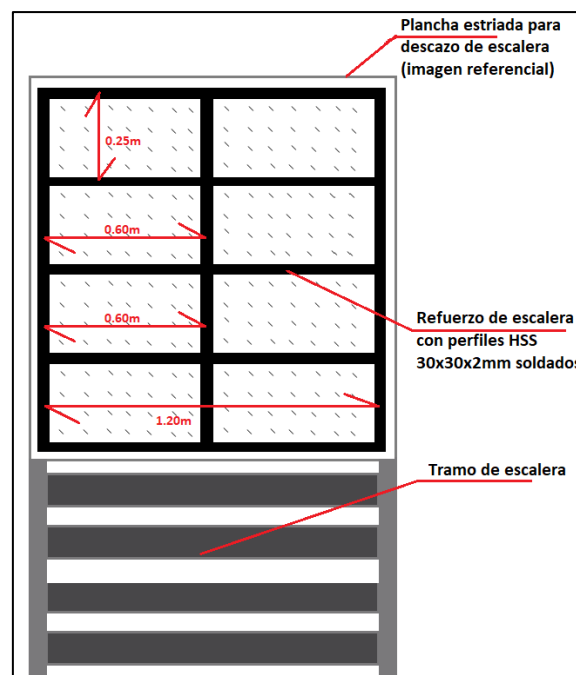 Plancha estriada para
descazo de escalera
(imagen referencial)
0.25m
0.60m
0.60m
Refuerzo de escalera
con perfiles HSS
30x30x2mm soldados
1.20m
Tramo de escalera